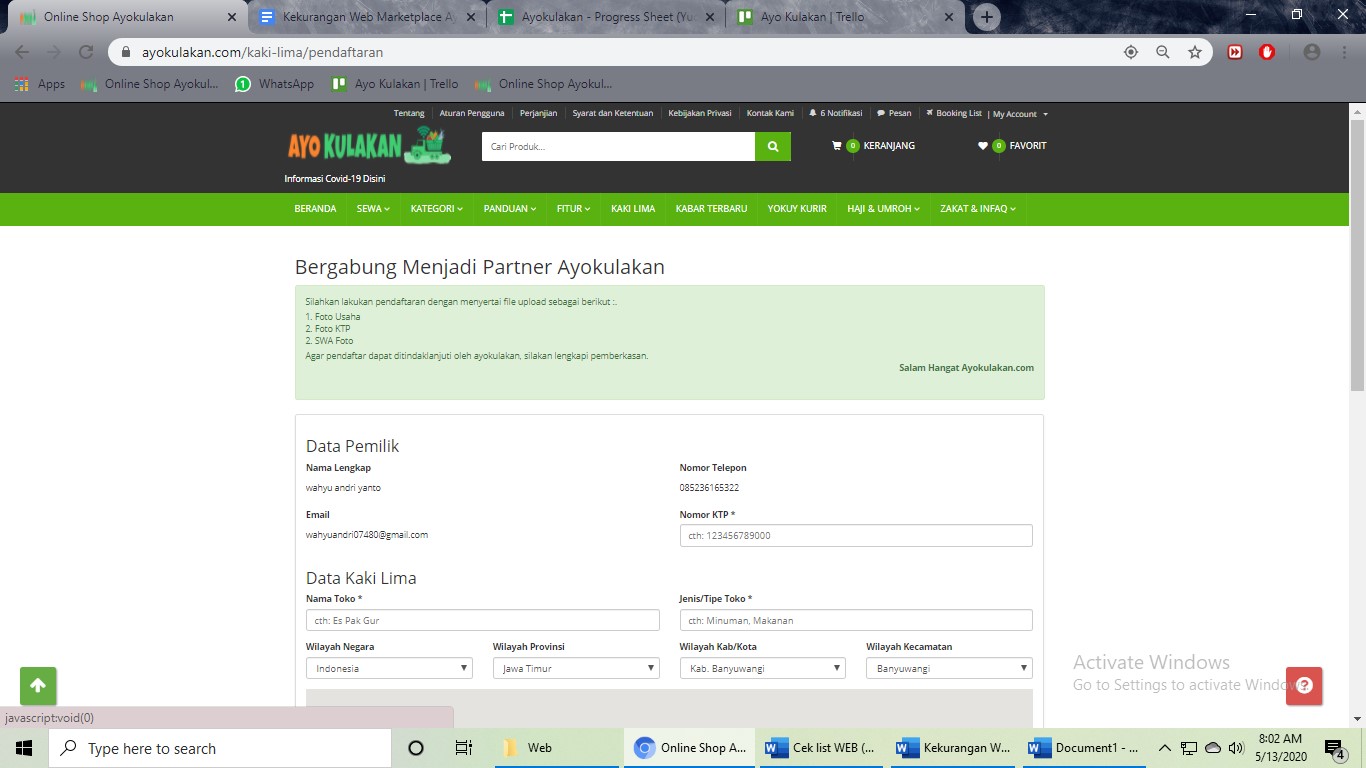 Online Shop Ayokulakan
Kekurangan Web Marketplace Ay
Ayokulakan - Progress Sheet (Yuc
Ayo Kulakan | Trello
ayokulakan.com/kaki-lima/pendaftaran
Apps
Online Shop Ayokul...
WhatsApp
Ayo Kulakan | Trello
Online Shop Ayokul...
Tentang
Aturan Pengguna
Perjanjian
Syarat dan Ketentuan
Kebijakan Privasi
Kontak Kami
6 Notifikasi
Pesan
Booking List
| My Account
AYO KULAKAN
Cari Produk...
0 KERANJANG
0 FAVORIT
Informasi Covid-19 Disini
BERANDA
SEWA
KATEGORI
PANDUAN
FITUR
KAKI LIMA
KABAR TERBARU
YOKUY KURIR
HAJI & UMROH
ZAKAT & INFAQ
Bergabung Menjadi Partner Ayokulakan
Silahkan lakukan pendaftaran dengan menyertai file upload sebagai berikut :.
1. Foto Usaha
2. Foto KTP
2. SWA Foto
Agar pendaftar dapat ditindaklanjuti oleh ayokulakan, silakan lengkapi pemberkasan.
Salam Hangat Ayokulakan.com
Data Pemilik
Nama Lengkap
Nomor Telepon
wahyu andri yanto
085236165322
Email
Nomor KTP *
wahyuandri07480@gmail.com
cth: 123456789000
Data Kaki Lima
Nama Toko *
Jenis/Tipe Toko *
cth: Es Pak Gur
cth: Minuman, Makanan
Wilayah Negara
Wilayah Provinsi
Wilayah Kab/Kota
Wilayah Kecamatan
Indonesia
Jawa Timur
Kab. Banyuwangi
Banyuwangi
Activate Windows
Go to Settings to activate Windows
javascript:void(0)
Type here to search
Web
Online Shop A...
Cek list WEB (...
Kekurangan W...
Document1 - ...
8:02 AM
5/13/2020
4